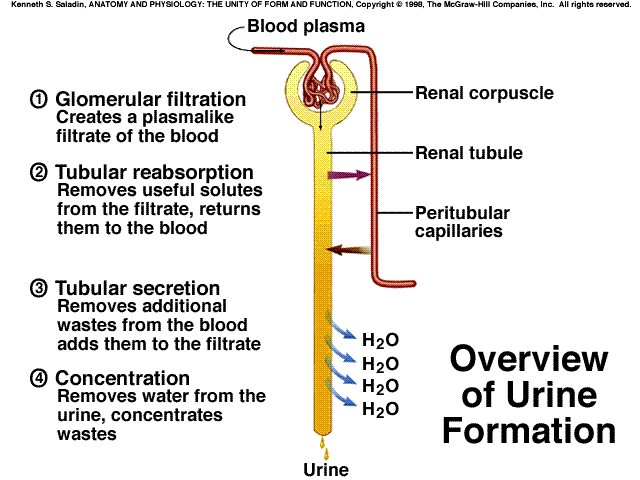 Kenneth S. Saladin, ANATOMY AND PHYSIOLOGY: THE UNITY OF FORM AND FUNCTION, Copyright © 1998, The McGraw-Hill Companies, Inc. All rights reserved.
Blood plasma
① Glomerular filtration
Creates a plasmalike
filtrate of the blood
② Tubular reabsorption
Removes useful solutes
from the filtrate, returns
them to the blood
③ Tubular secretion
Removes additional
wastes from the blood
adds them to the filtrate
④ Concentration
Removes water from the
urine, concentrates
wastes
Renal corpuscle
Renal tubule
Peritubular
capillaries
H2O
H2O
H2O
H2O
Urine
Overview
of Urine
Formation